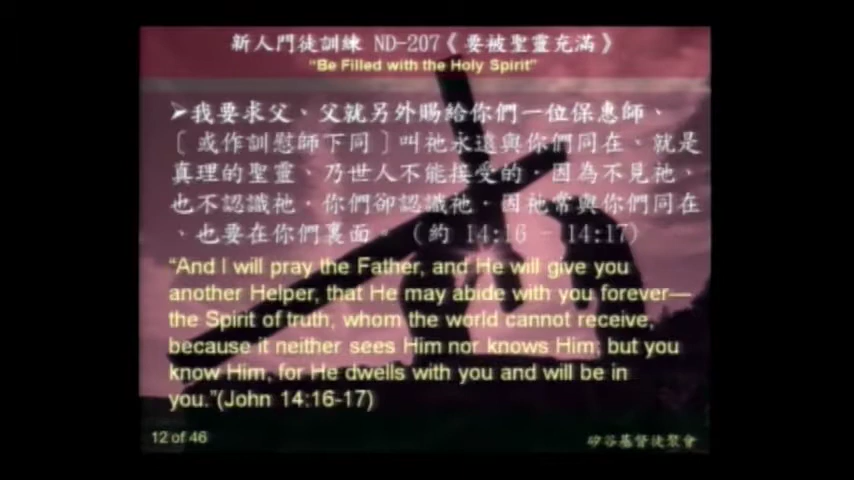 新人門徒訓練 ND-207《要被聖靈充滿》
“Be Filled with the Holy Spirit”
➢我要求父、父就另外賜給你們一位保惠師、
〔或作訓慰師下同〕叫祂永遠與你們同在、就是
真理的聖靈、乃世人不能接受的．因為不見祂、
也不認識祂．你們卻認識祂．因祂常與你們同在
、也要在你們裏面。（約 14:16 - 14:17）
“And I will pray the Father, and He will give you
another Helper, that He may abide with you forever—
the Spirit of truth, whom the world cannot receive,
because it neither sees Him nor knows Him; but you
know Him, for He dwells with you and will be in
you.”(John 14:16-17)
12 of 46
矽谷基督徒聚會